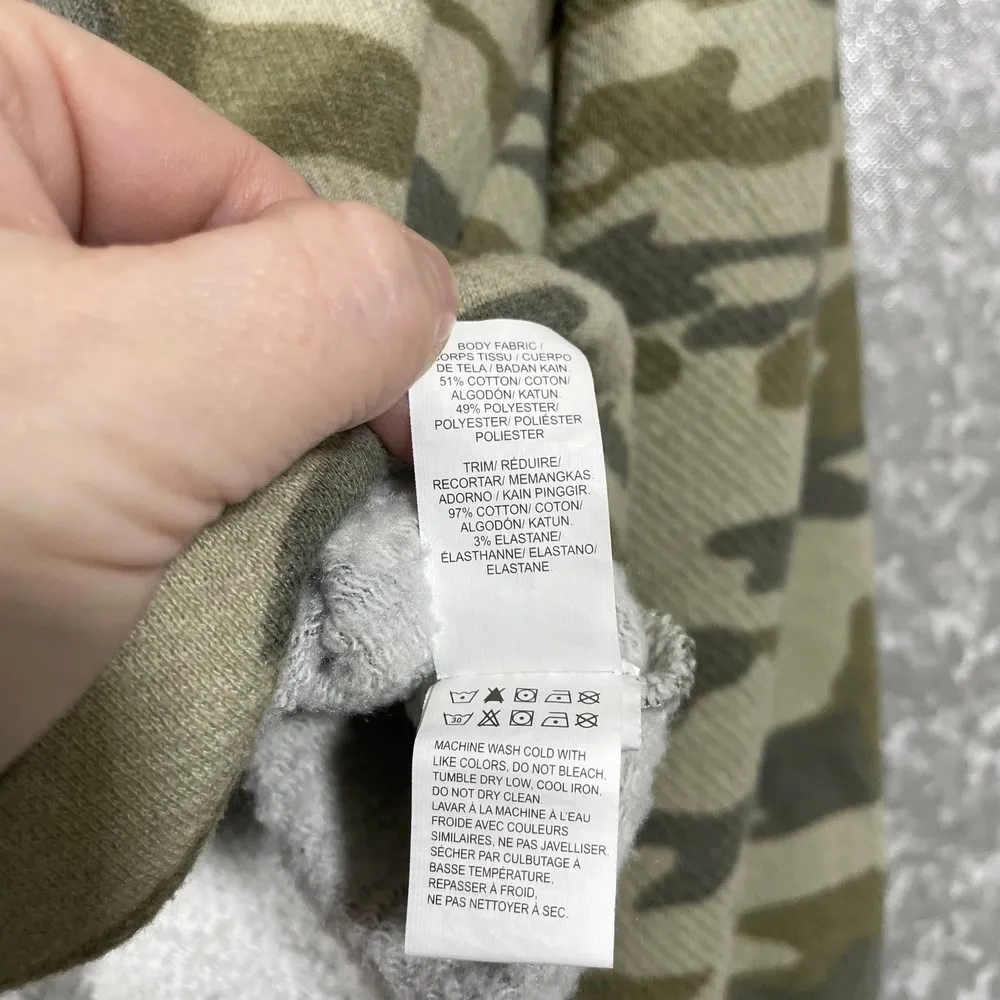 BODY FABRIC /
CORPS TISSU / CUERPO
DE TELA / BADAN KAIN
51% COTTON/ COTON/
ALGODÓN/ KATUN.
49% POLYESTER/
POLYESTER/ POLIÉSTER
POLIESTER
TRIM/ RÉDUIRE/
RECORTAR/ MEMANGKAS.
ADORNO / KAIN PINGGIR.
97% COTTON/ COTON/
ALGODÓN/ KATUN.
3% ELASTANE/
ÉLASTHANNE/ ELASTANO/
ELASTANE.
30
MACHINE WASH COLD WITH
LIKE COLORS, DO NOT BLEACH,
TUMBLE DRY LOW, COOL IRON,
DO NOT DRY CLEAN.
LAVAR À LA MACHINE À L'EAU
FROIDE AVEC COULEURS
SIMILAIRES, NE PAS JAVELLISER,
SÉCHER PAR CULBUTAGE À
BASSE TEMPÉRATURE,
REPASSER À FROID,
NE PAS NETTOYER À SEC.